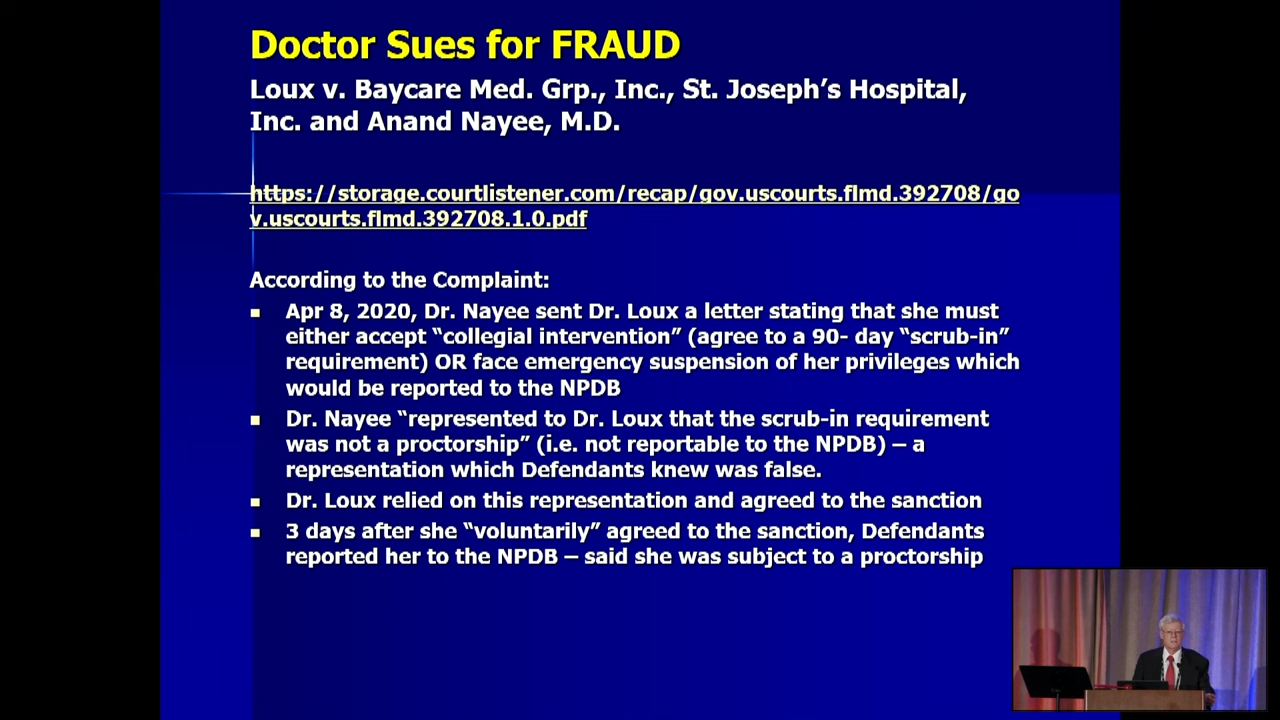 Doctor Sues for FRAUD
Loux v. Baycare Med. Grp., Inc., St. Joseph’s Hospital,
Inc. and Anand Nayee, M.D.
https://storage.courtlistener.com/recap/gov.uscourts.flmd.392708/go
v.uscourts.flmd.392708.1.0.pdf
According to the Complaint:
Apr 8, 2020, Dr. Nayee sent Dr. Loux a letter stating that she must
either accept “collegial intervention” (agree to a 90- day “scrub-in”
requirement) OR face emergency suspension of her privileges which
would be reported to the NPDB
Dr. Nayee “represented to Dr. Loux that the scrub-in requirement
was not a proctorship” (i.e. not reportable to the NPDB) – a
representation which Defendants knew was false.
Dr. Loux relied on this representation and agreed to the sanction
3 days after she “voluntarily” agreed to the sanction, Defendants
reported her to the NPDB – said she was subject to a proctorship